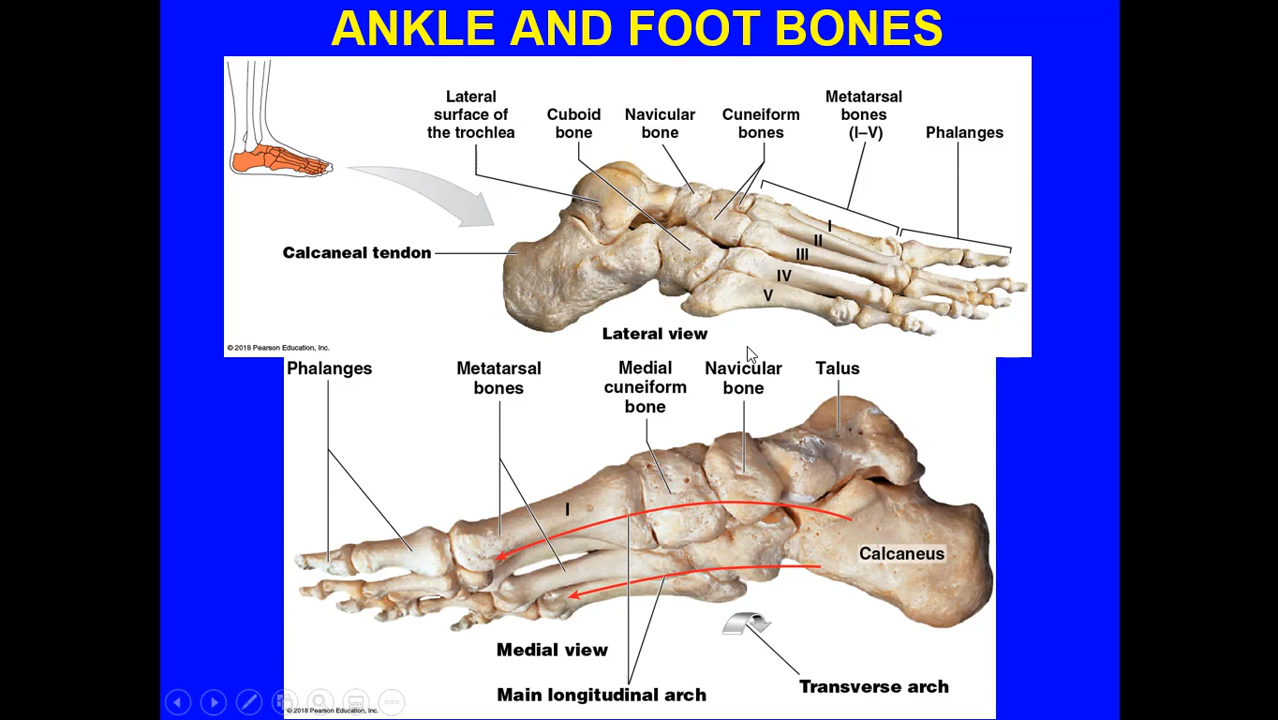 ANKLE AND FOOT BONES
Lateral
surface of
the trochlea
Cuboid
bone
Navicular
bone
Cuneiform
bones
Metatarsal
bones
(I–V)
Phalanges
Calcaneal tendon
I
II
III
IV
V
Lateral view
© 2018 Pearson Education, Inc.
Phalanges
Metatarsal
bones
Medial
cuneiform
bone
Navicular
bone
Talus
I
Calcaneus
Medial view
Main longitudinal arch
Transverse arch
© 2018 Pearson Education, Inc.